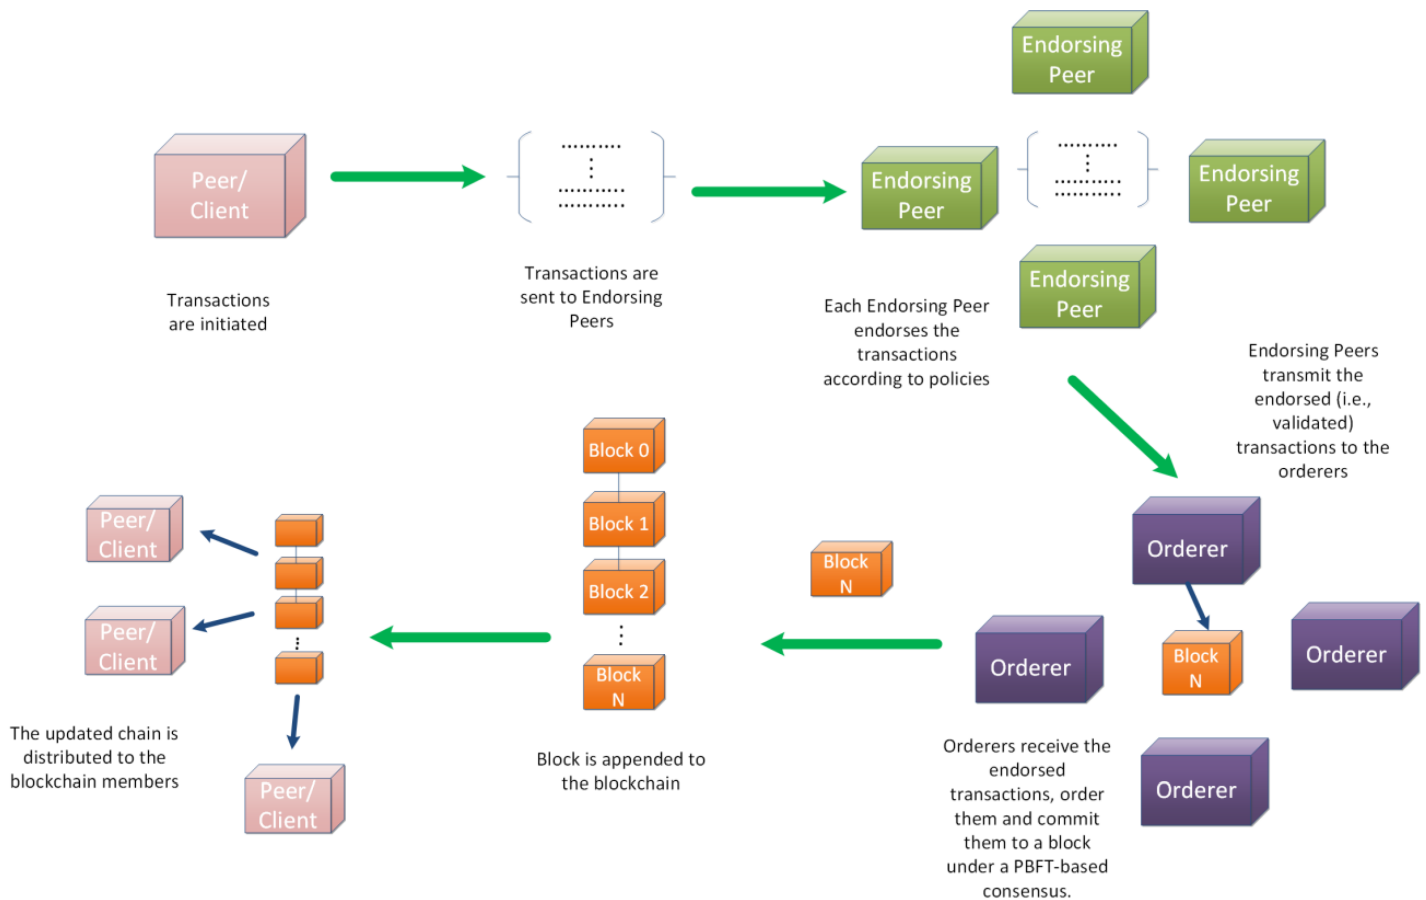 Peer/
Client
Transactions
are initiated
Transactions are
sent to Endorsing
Peers
Endorsing
Peer
Endorsing
Peer
Endorsing
Peer
Endorsing
Peer
Each Endorsing Peer
endorses the
transactions
according to policies
Endorsing Peers
transmit the
endorsed (i.e.,
validated)
transactions to the
orderers
Orderer
Orderer
Block
N
Orderer
Orderer
Orderers receive the
endorsed
transactions, order
them and commit
them to a block
under a PBFT-based
consensus.
Block
N
Block 0
Block 1
Block 2
Block
N
Block is appended to
the blockchain
Peer/
Client
Peer/
Client
Peer/
Client
The updated chain is
distributed to the
blockchain members